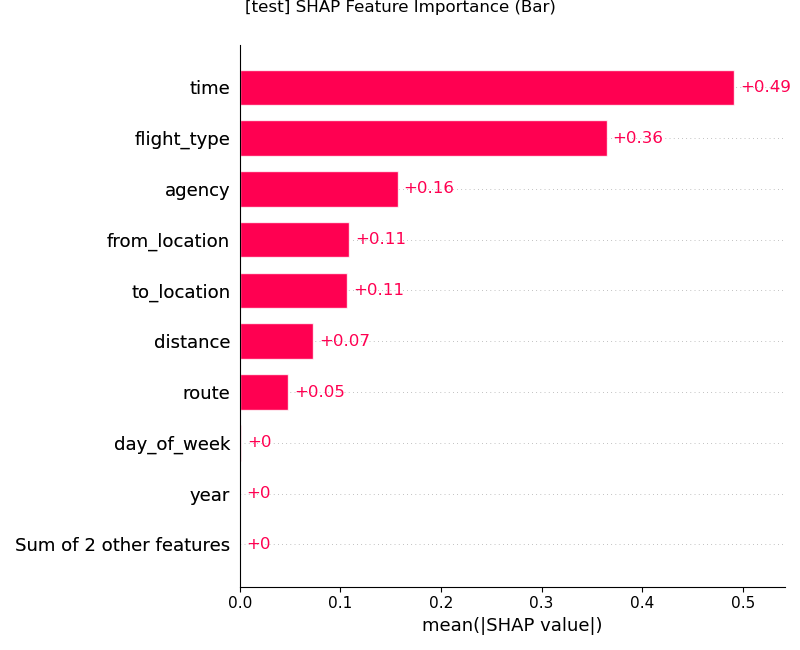 [test] SHAP Feature Importance (Bar)
time +0.49
flight_type +0.36
agency +0.16
from_location +0.11
to_location +0.11
distance +0.07
route +0.05
day_of_week +0
year +0
Sum of 2 other features +0
0.0 0.1 0.2 0.3 0.4 0.5
mean(|SHAP value|)